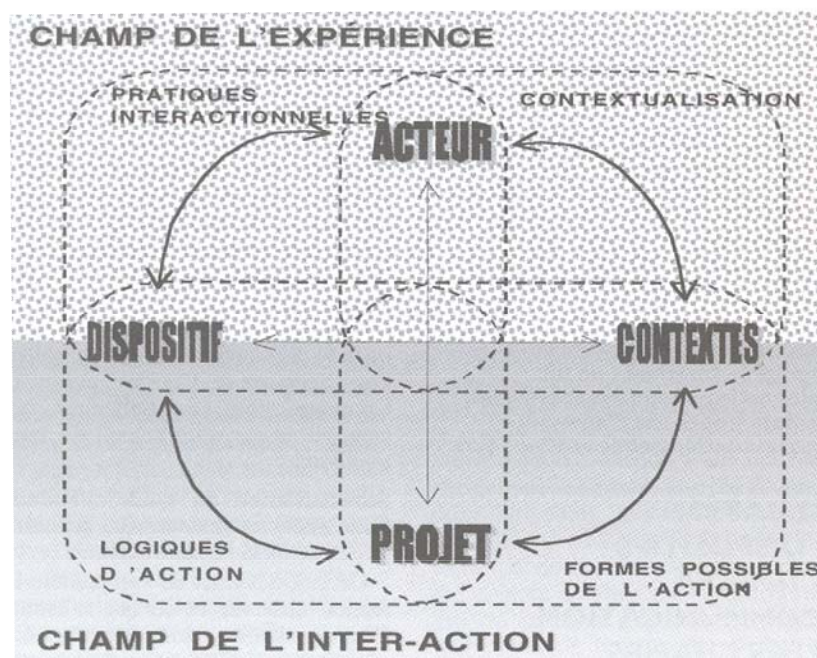 CHAMP DE L'EXPÉRIENCE
PRATIQUES
INTERACTIONNELLES
CONTEXTUALISATION
ACTEUR
DISPOSITIF
CONTEXTES
PROJET
LOGIQUES
D 'ACTION
FORMES POSSIBLES
DE L 'ACTION
CHAMP DE L'INTER-ACTION